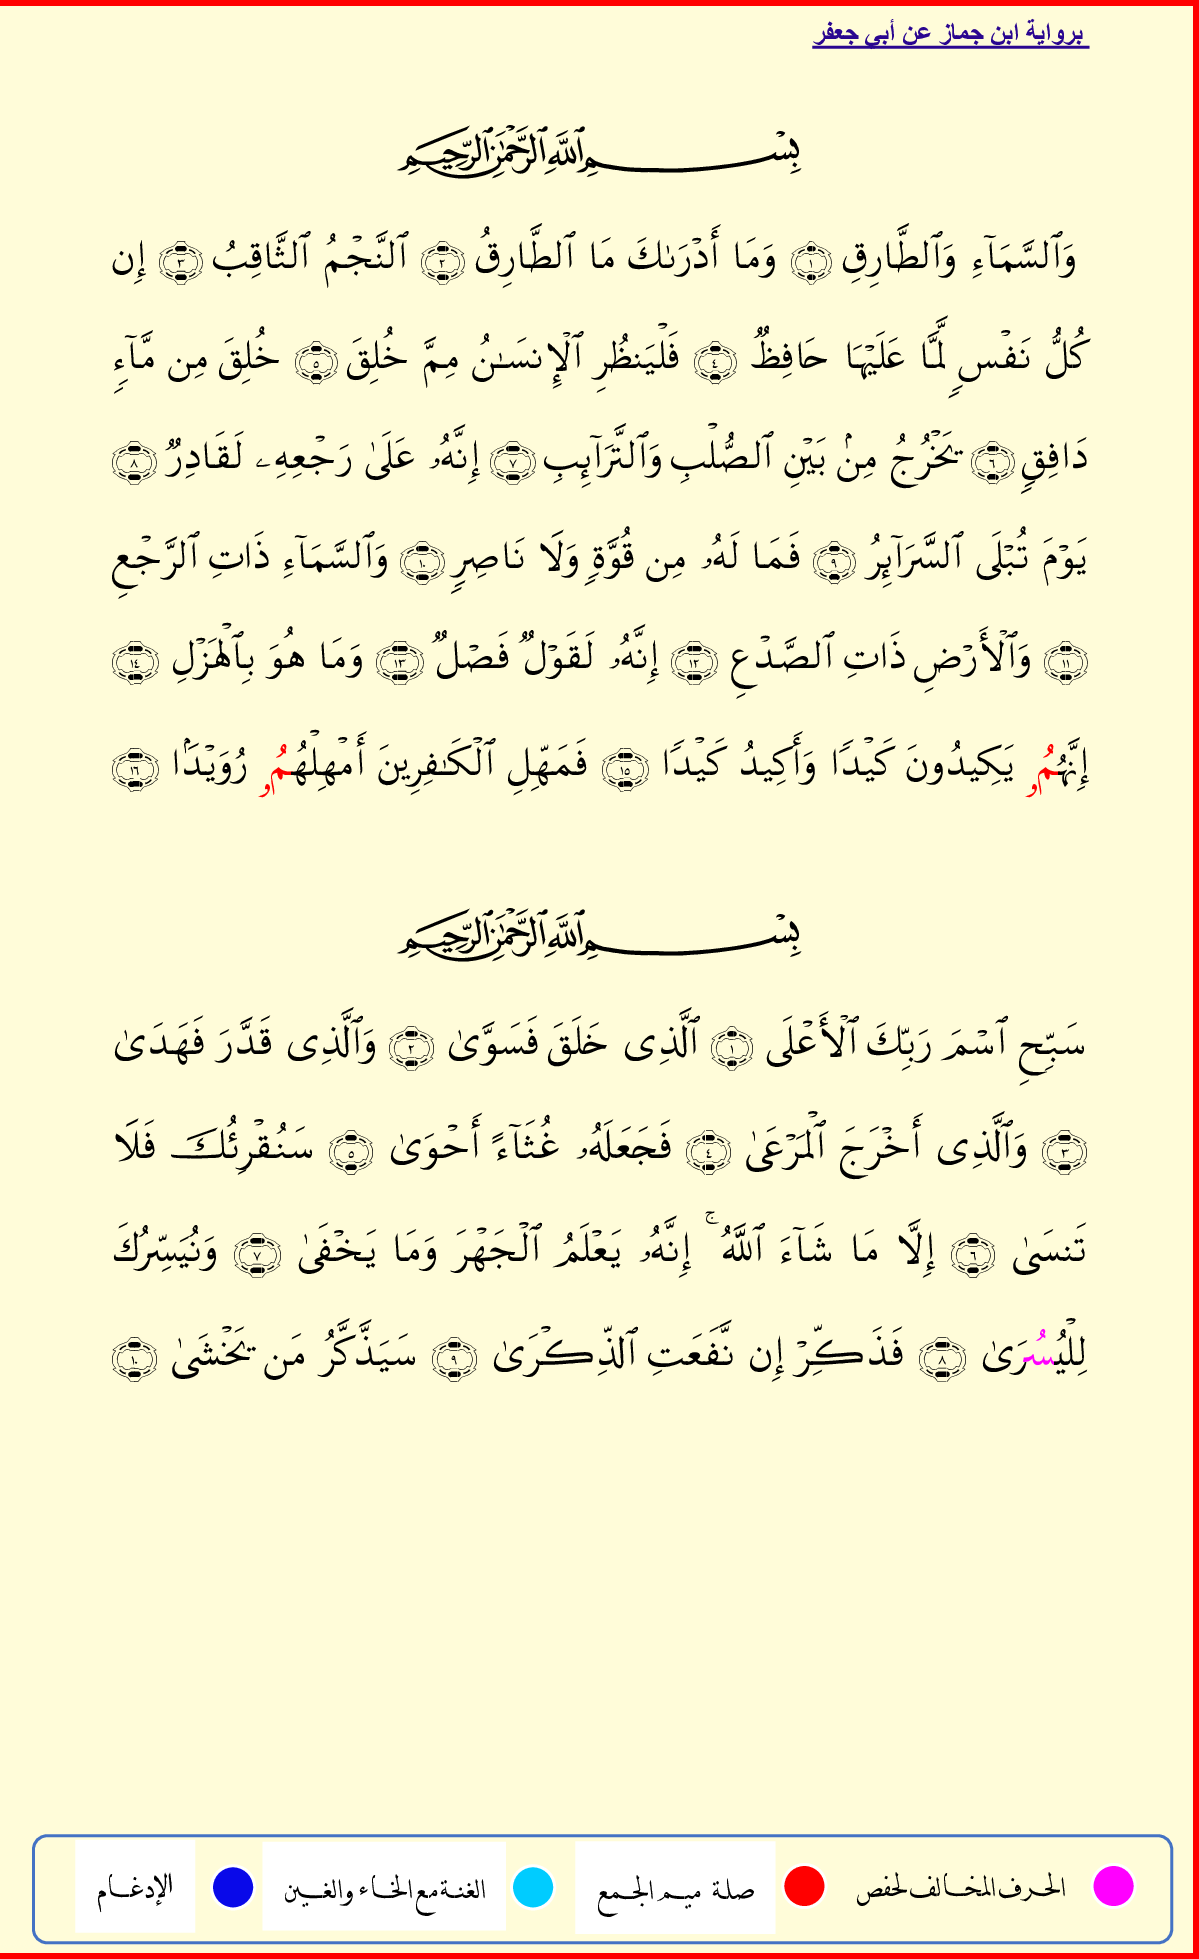 برواية ابن جماز عن أبي جعفر
بِسْمِ ٱللَّهِ ٱلرَّحْمَٰنِ ٱلرَّحِيمِ
وَٱلسَّمَآءِ وَٱلطَّارِقِ ١ وَمَآ أَدْرَىٰكَ مَا ٱلطَّارِقُ ٢ ٱلنَّجْمُ ٱلثَّاقِبُ ٣ إِن
كُلُّ نَفْسٍ لَّمَّا عَلَيْهَا حَافِظٌ ٤ فَلْيَنظُرِ ٱلْإِنسَٰنُ مِمَّ خُلِقَ ٥ خُلِقَ مِن مَّآءٍ
دَافِقٍ ٦ يَخْرُجُ مِنۢ بَيْنِ ٱلصُّلْبِ وَٱلتَّرَآئِبِ ٧ إِنَّهُۥ عَلَىٰ رَجْعِهِۦ لَقَادِرٌ ٨
يَوْمَ تُبْلَى ٱلسَّرَآئِرُ ٩ فَمَا لَهُۥ مِن قُوَّةٍ وَلَا نَاصِرٍ ١٠ وَٱلسَّمَآءِ ذَاتِ ٱلرَّجْعِ
١١ وَٱلْأَرْضِ ذَاتِ ٱلصَّدْعِ ١٢ إِنَّهُۥ لَقَوْلٌ فَصْلٌ ١٣ وَمَا هُوَ بِٱلْهَزْلِ ١٤
إِنَّهُمُۥ يَكِيدُونَ كَيْدًا وَأَكِيدُ كَيْدًا ١٥ فَمَهِّلِ ٱلْكَٰفِرِينَ أَمْهِلْهُمُۥ رُوَيْدَۢا ١٦
بِسْمِ ٱللَّهِ ٱلرَّحْمَٰنِ ٱلرَّحِيمِ
سَبِّحِ ٱسْمَ رَبِّكَ ٱلْأَعْلَى ١ ٱلَّذِى خَلَقَ فَسَوَّىٰ ٢ وَٱلَّذِى قَدَّرَ فَهَدَىٰ
٣ وَٱلَّذِى أَخْرَجَ ٱلْمَرْعَىٰ ٤ فَجَعَلَهُۥ غُثَآءً أَحْوَىٰ ٥ سَنُقْرِئُكَ فَلَا
تَنسَىٰ ٦ إِلَّا مَا شَآءَ ٱللَّهُ ۚ إِنَّهُۥ يَعْلَمُ ٱلْجَهْرَ وَمَا يَخْفَىٰ ٧ وَنُيَسِّرُكَ
لِلْيُسُرَىٰ ٨ فَذَكِّرْ إِن نَّفَعَتِ ٱلذِّكْرَىٰ ٩ سَيَذَّكَّرُ مَن يَخْشَىٰ ١٠
الحرف المخالف لحفص صلة ميم الجمع الغنة مع الخاء والغين الإدغام